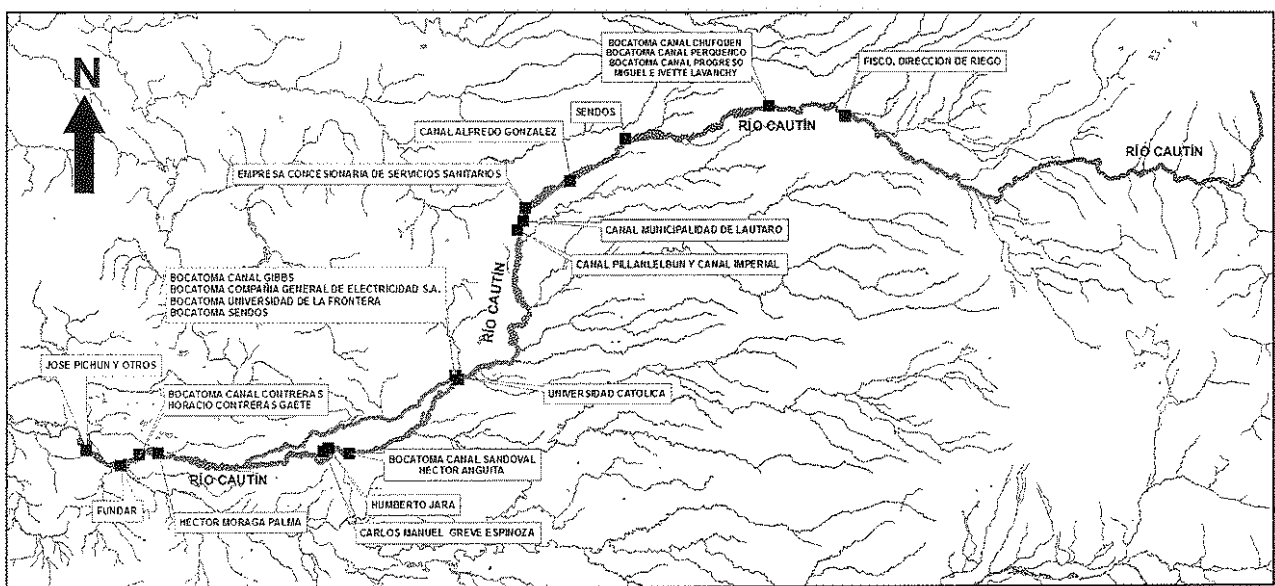 N
BOCATOMA CANAL CHUFQUEN
BOCATOMA CANAL PERQUENCO
BOCATOMA CANAL PROGRESO
MIGUEL E IVETTE LAVANCHY
FISCO, DIRECCION DE RIEGO
SENDOS
RÍO CAUTÍN
RÍO CAUTÍN
CANAL ALFREDO GONZALEZ
EMPRESA CONCESIONARIA DE SERVICIOS SANITARIOS
CANAL MUNICIPALIDAD DE LAUTARO
CANAL PILLANLELBUN Y CANAL IMPERIAL
BOCATOMA CANAL GIBBS
BOCATOMA COMPAÑIA GENERAL DE ELECTRICIDAD S.A.
BOCATOMA UNIVERSIDAD DE LA FRONTERA
BOCATOMA SENDOS
RÍO CAUTÍN
JOSE PICHUN Y OTROS
BOCATOMA CANAL CONTRERAS
HORACIO CONTRERAS GAETE
UNIVERSIDAD CATOLICA
BOCATOMA CANAL SANDOVAL
HECTOR ANGUITA
RÍO CAUTÍN
FUNDAR
HECTOR MORAGA PALMA
HUMBERTO JARA
CARLOS MANUEL GREVE ESPINOZA